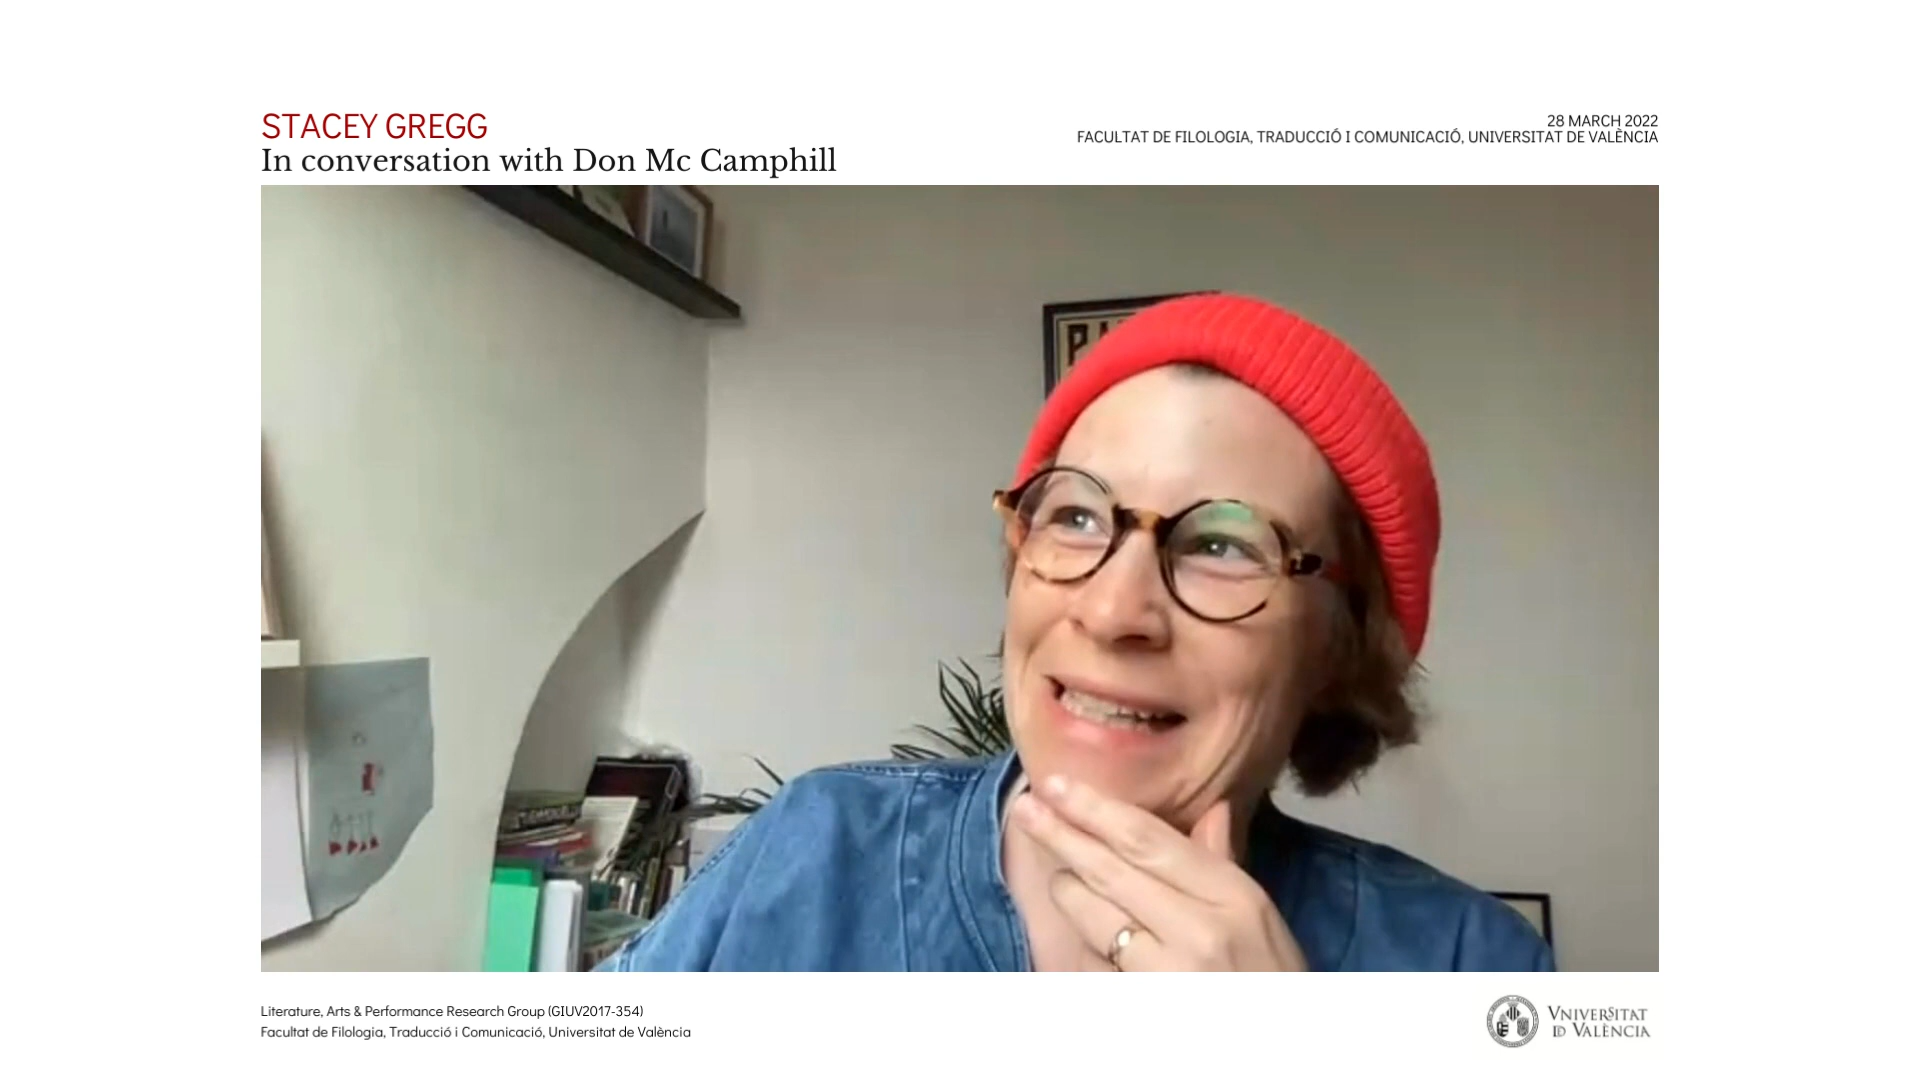 STACEY GREGG
In conversation with Don Mc Camphill
28 MARCH 2022
FACULTAT DE FILOLOGIA, TRADUCCIÓ I COMUNICACIÓ, UNIVERSITAT DE VALÈNCIA
Literature, Arts & Performance Research Group (GIUV2017-354)
Facultat de Filologia, Traducció i Comunicació, Universitat de València
VNIVERSITAT
ID VALÈNCIA